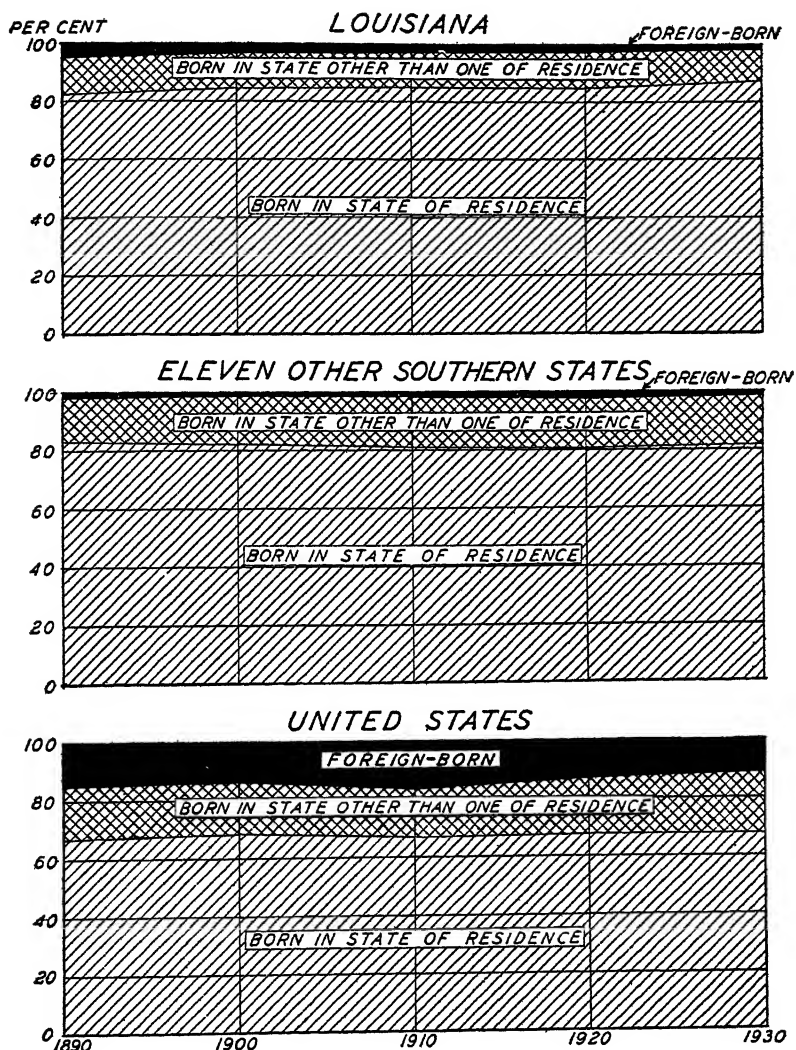 LOUISIANA
PER CENT
FOREIGN-BORN
100
BORN IN STATE OTHER THAN ONE OF RESIDENCE
80
60
BORN IN STATE OF RESIDENCE
40
20
0
ELEVEN OTHER SOUTHERN STATES
FOREIGN-BORN
100
BORN IN STATE OTHER THAN ONE OF RESIDENCE
80
60
BORN IN STATE OF RESIDENCE
40
20
0
UNITED STATES
100
FOREIGN-BORN
80
BORN IN STATE OTHER THAN ONE OF RESIDENCE
60
40
BORN IN STATE OF RESIDENCE
20
0
1890 1900 1910 1920 1930